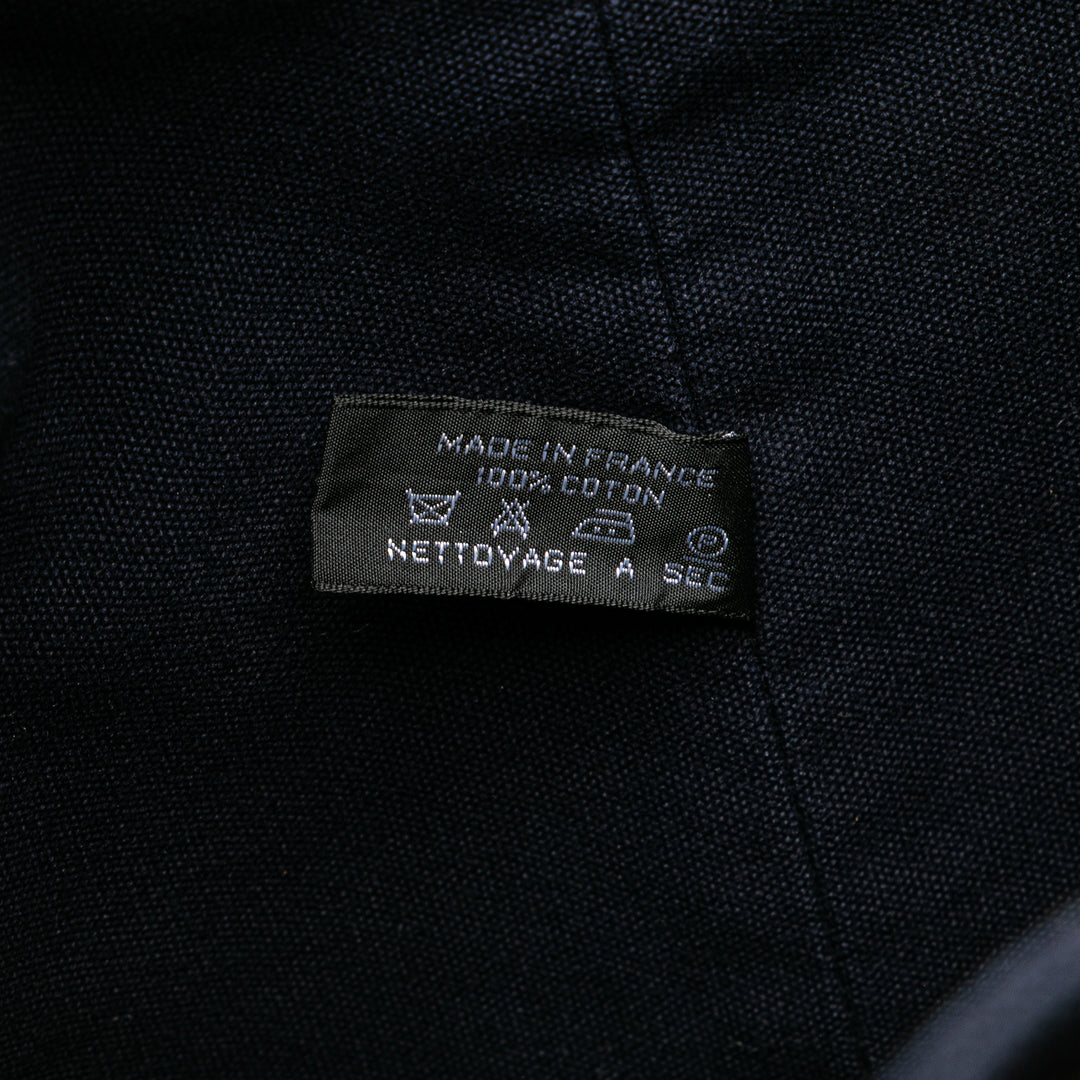 MADE IN FRANCE
100% COTON
P
NETTOYAGE A SEC